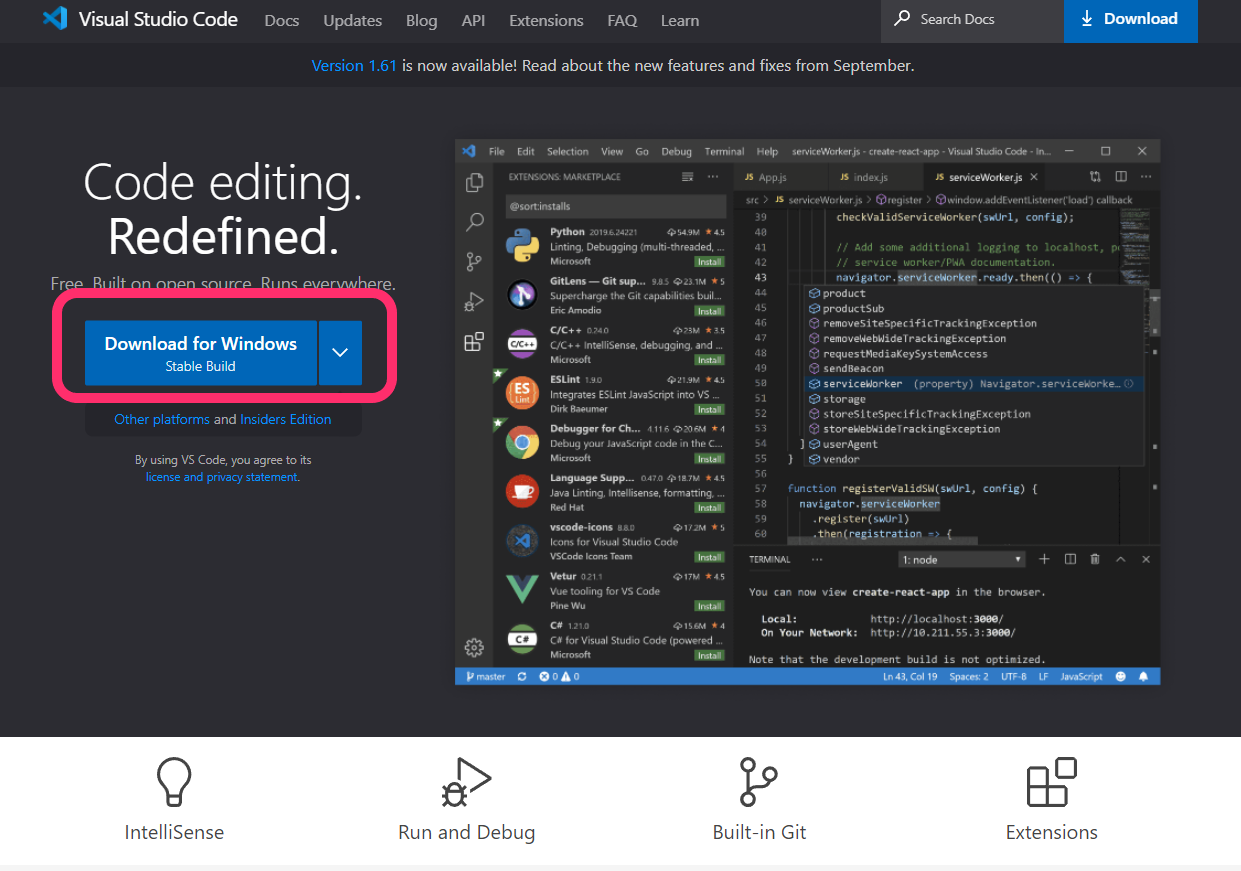 Visual Studio Code Docs Updates Blog API Extensions FAQ Learn Search Docs Download
Version 1.61 is now available! Read about the new features and fixes from September.
Code editing.
Redefined.
Free. Built on open source. Runs everywhere.
Download for Windows
Stable Build
Other platforms and Insiders Edition
By using VS Code, you agree to its
license and privacy statement.
File Edit Selection View Go Debug Terminal Help serviceWorker.js - create-react-app - Visual Studio Code - In...
EXTENSIONS: MARKETPLACE ...
@sort:installs
Python 2019.6.24221 54.9M ★ 4.5
Linting, Debugging (multi-threaded, ...
Microsoft Install
GitLens — Git sup... 9.8.5 23.1M ★ 5
Supercharge the Git capabilities buil...
Eric Amodio Install
C/C++
C/C++ 0.24.0 23M ★ 3.5
C/C++ IntelliSense, debugging, and ...
Microsoft Install
ES
Lint
ESLint 1.9.0 21.9M ★ 4.5
Integrates ESLint JavaScript into VS ...
Dirk Baeumer Install
Debugger for Ch... 4.11.6 20.6M ★ 4
Debug your JavaScript code in the C...
Microsoft Install
Language Supp... 0.47.0 18.7M ★ 4.5
Java Linting, Intellisense, formatting, ...
Red Hat Install
vscode-icons 8.8.0 17.2M ★ 5
Icons for Visual Studio Code
VSCode Icons Team Install
Vetur 0.21.1 17M ★ 4.5
Vue tooling for VS Code
Pine Wu Install
C#
C# 1.21.0 15.6M ★ 4
C# for Visual Studio Code (powered ...
Microsoft Install
JS App.js JS index.js JS serviceWorker.js ...
src > JS serviceWorker.js > register > window.addEventListener('load') callback
39 checkValidServiceWorker(swUrl, config);
40
41 // Add some additional logging to localhost, p
42 // service worker/PWA documentation.
43 navigator.serviceWorker.ready.then(() => {
44 product
45 productSub
46 removeSiteSpecificTrackingException
47 removeWebWideTrackingException
48 requestMediaKeySystemAccess
49 sendBeacon
50 serviceWorker (property) Navigator.serviceWorke...
51 storage
52 storeSiteSpecificTrackingException
53 storeWebWideTrackingException
54 } userAgent
55 } vendor
56
57 function registerValidSW(swUrl, config) {
58 navigator.serviceWorker
59 .register(swUrl)
60 .then(registration => {
TERMINAL ... 1: node
You can now view create-react-app in the browser.
Local: http://localhost:3000/
On Your Network: http://10.211.55.3:3000/
Note that the development build is not optimized.
master 0 0 Ln 43, Col 19 Spaces: 2 UTF-8 LF JavaScript
IntelliSense Run and Debug Built-in Git Extensions